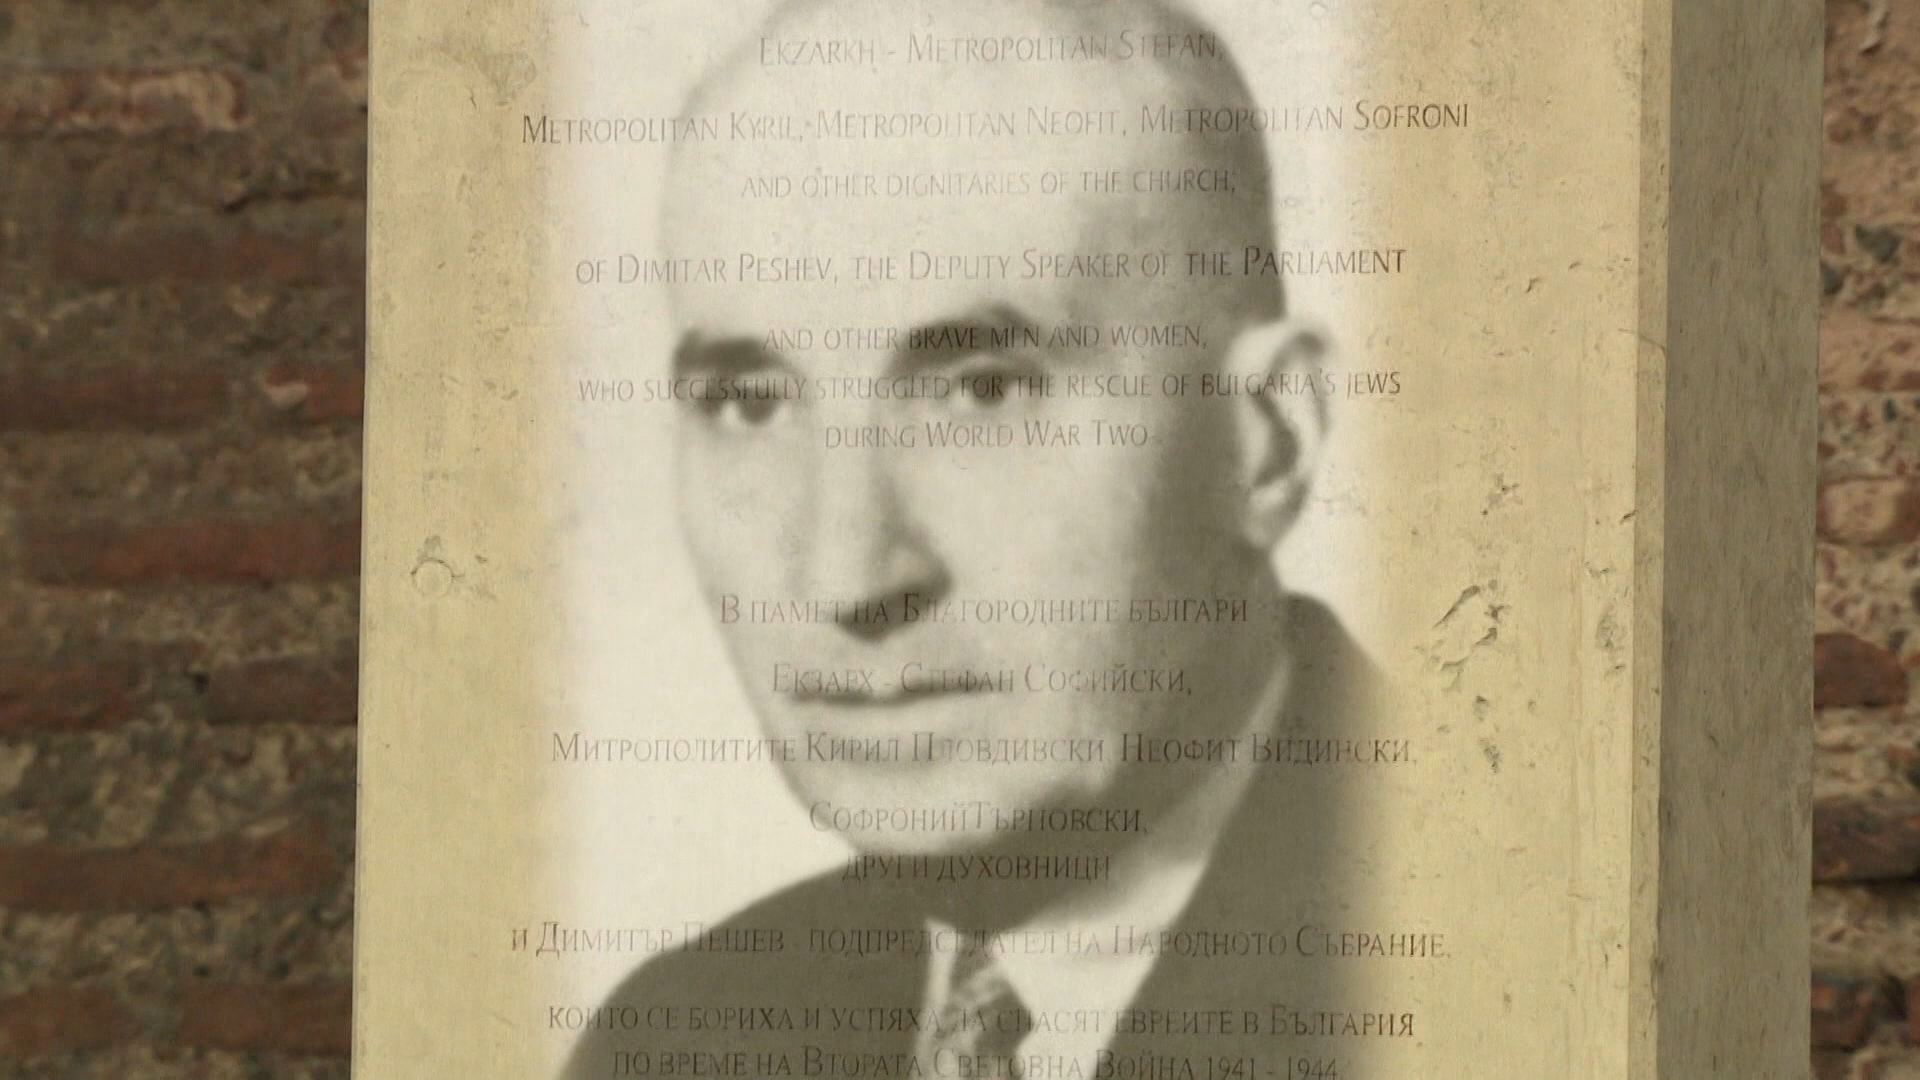 EKZARKH - METROPOLITAN STEFAN,
METROPOLITAN KYRIL, METROPOLITAN NEOFIT, METROPOLITAN SOFRONI
AND OTHER DIGNITARIES OF THE CHURCH;
OF DIMITAR PESHEV, THE DEPUTY SPEAKER OF THE PARLIAMENT
AND OTHER BRAVE MEN AND WOMEN,
WHO SUCCESSFULLY STRUGGLED FOR THE RESCUE OF BULGARIA'S JEWS
DURING WORLD WAR TWO
В ПАМЕТ НА БЛАГОРОДНИТЕ БЪЛГАРИ
ЕКЗАРХ - СТЕФАН СОФИЙСКИ,
МИТРОПОЛИТИТЕ КИРИЛ ПЛОВДИВСКИ, НЕОФИТ ВИДИНСКИ,
СОФРОНИЙ ТЪРНОВСКИ,
ДРУГИ ДУХОВНИЦИ
И ДИМИТЪР ПЕШЕВ - ПОДПРЕДСЕДАТЕЛ НА НАРОДНОТО СЪБРАНИЕ,
КОИТО СЕ БОРИХА И УСПЯХА ДА СПАСЯТ ЕВРЕИТЕ В БЪЛГАРИЯ
ПО ВРЕМЕ НА ВТОРАТА СВЕТОВНА ВОЙНА 1941 - 1944.